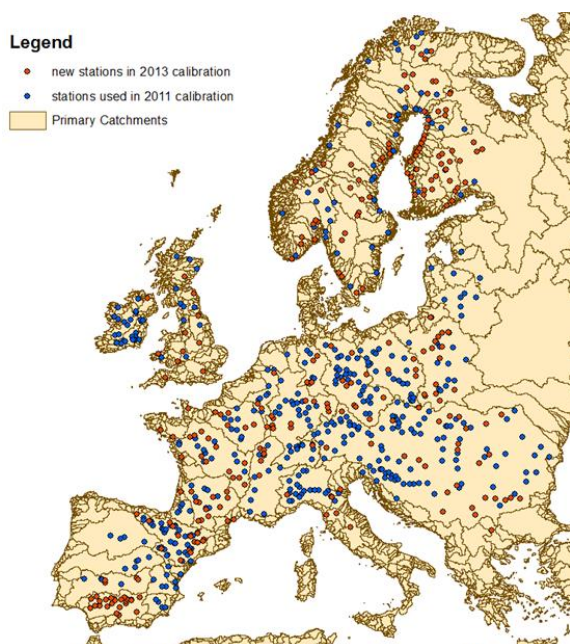 Legend
new stations in 2013 calibration
stations used in 2011 calibration
Primary Catchments